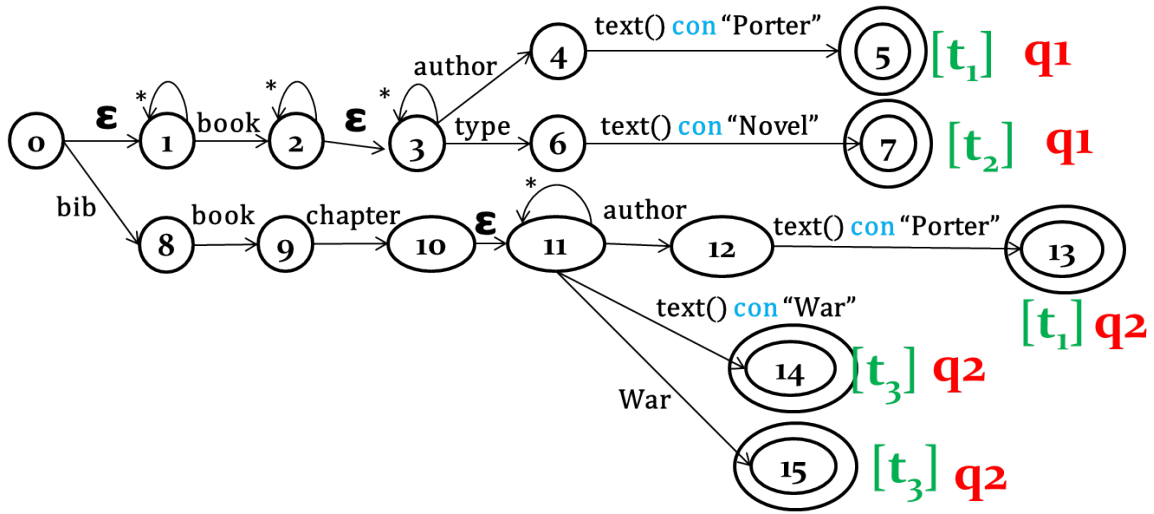 text() con “Porter”
4
5
[t₁] q1
author
*
*
*
ε
book
ε
type
text() con “Novel”
0
1
2
3
6
7
[t₂] q1
*
bib
book
chapter
ε
author
text() con “Porter”
8
9
10
11
12
13
text() con “War”
[t₁] q2
14
[t₃] q2
War
15
[t₃] q2